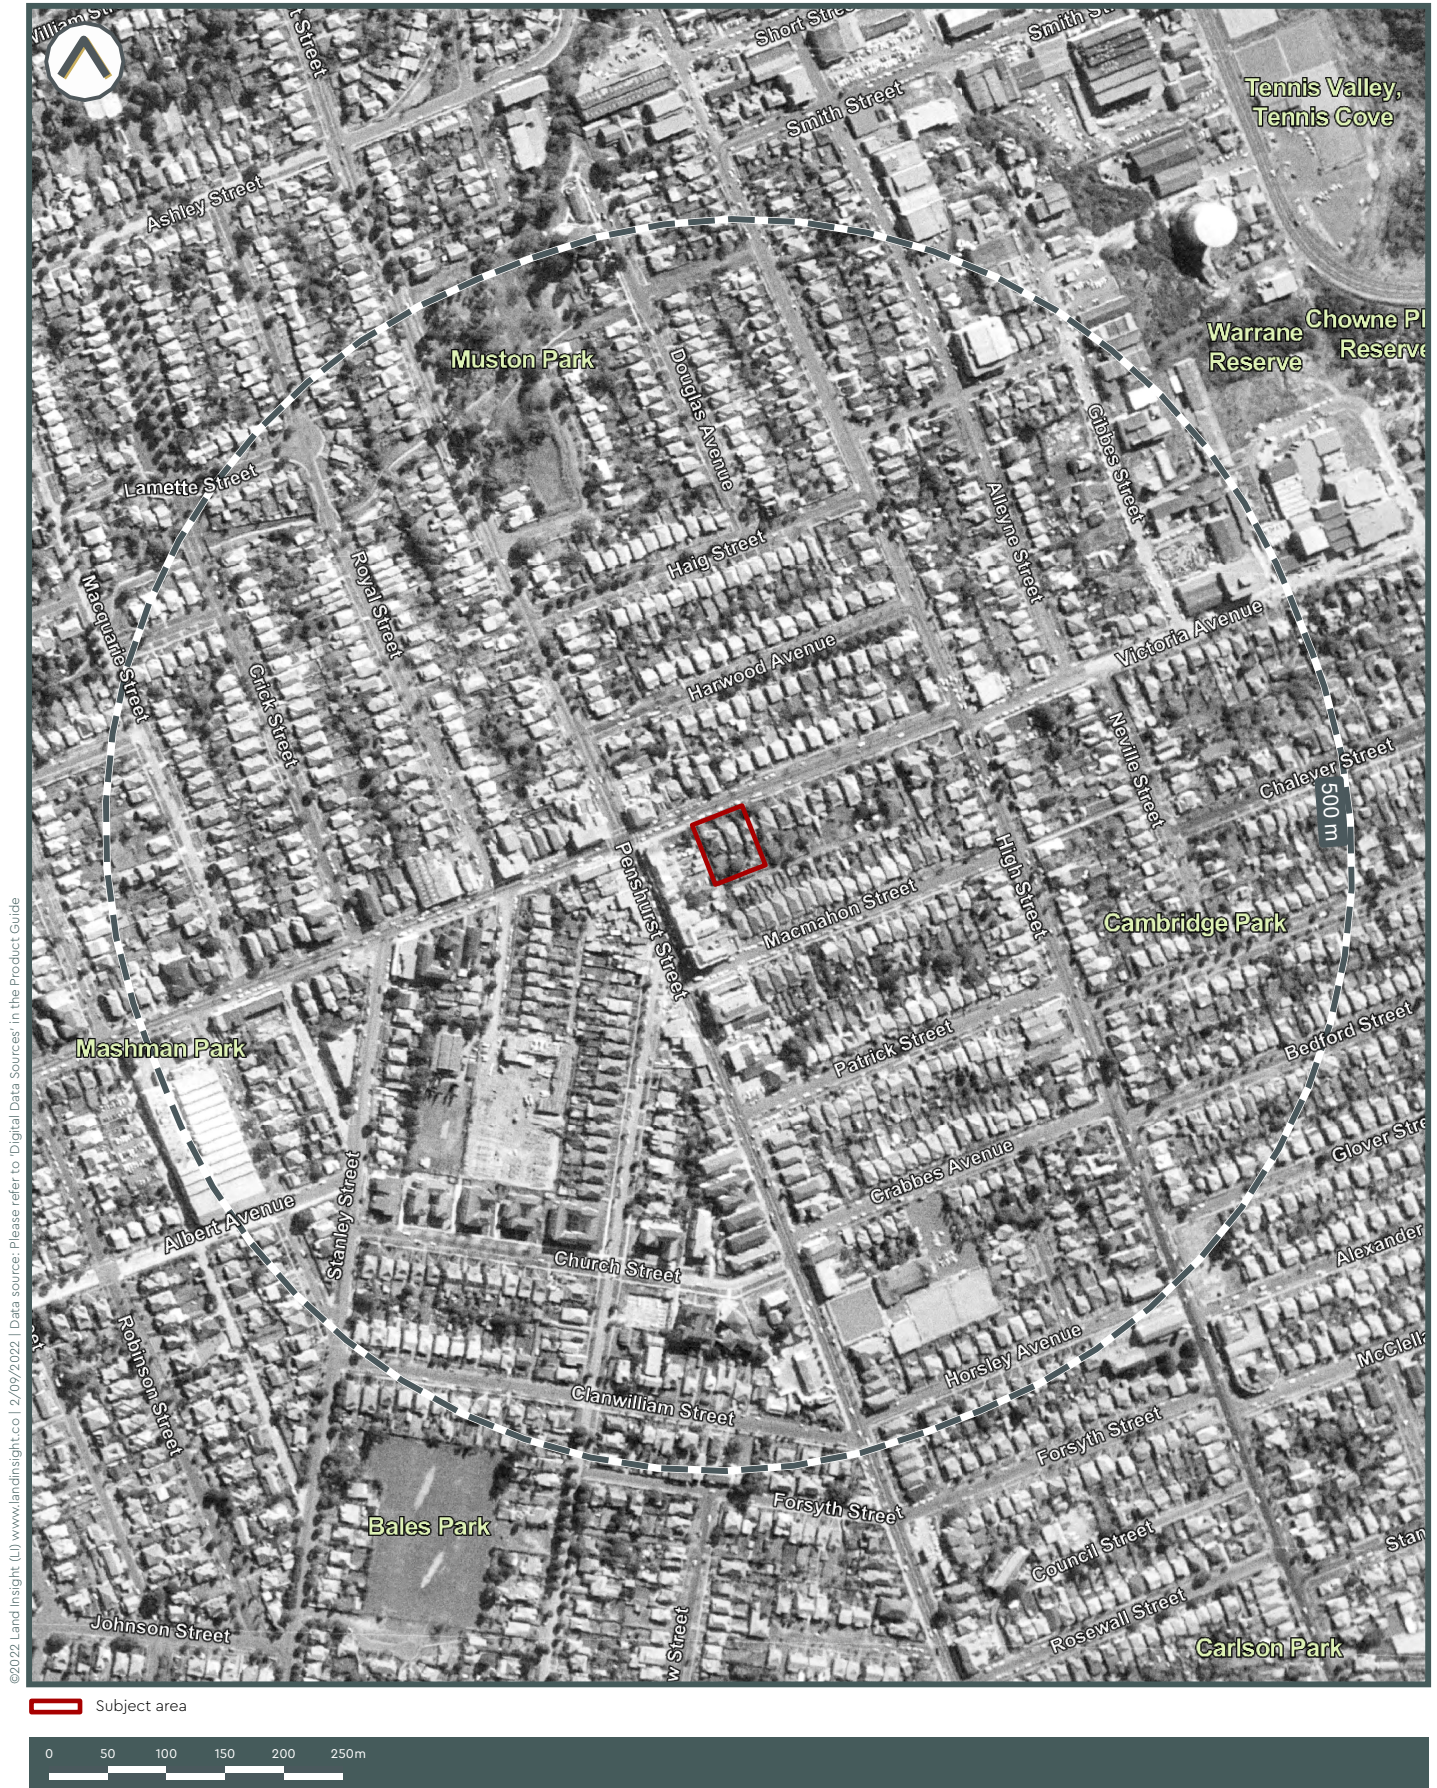 William St
t Street
Short Stree
Smith St
Tennis Valley,
Tennis Cove
Smith Street
Ashley Street
Warrane
Reserve
Chowne Pl
Reserve
Muston Park
Douglas Avenue
Gibbes Street
Lamette Street
Alleyne Street
Haig Street
Royal Street
Macquarie Street
Victoria Avenue
Harwood Avenue
Crick Street
Neville Street
Chalever Street
500 m
Penshurst Street
High Street
Macmahon Street
Cambridge Park
Mashman Park
Patrick Street
Bedford Street
Glover Stre
Crabbes Avenue
Stanley Street
Albert Avenue
Alexander
Church Street
Robinson Street
eet
Horsley Avenue
McClella
Clanwilliam Street
Forsyth Street
Bales Park
Forsyth Street
Council Street
Stan
Johnson Street
w Street
Rosewall Street
Carlson Park
©2022 Land Insight (LI) www.landinsight.co | 2/09/2022 | Data source: Please refer to 'Digital Data Sources' in the Product Guide
Subject area
0 50 100 150 200 250m